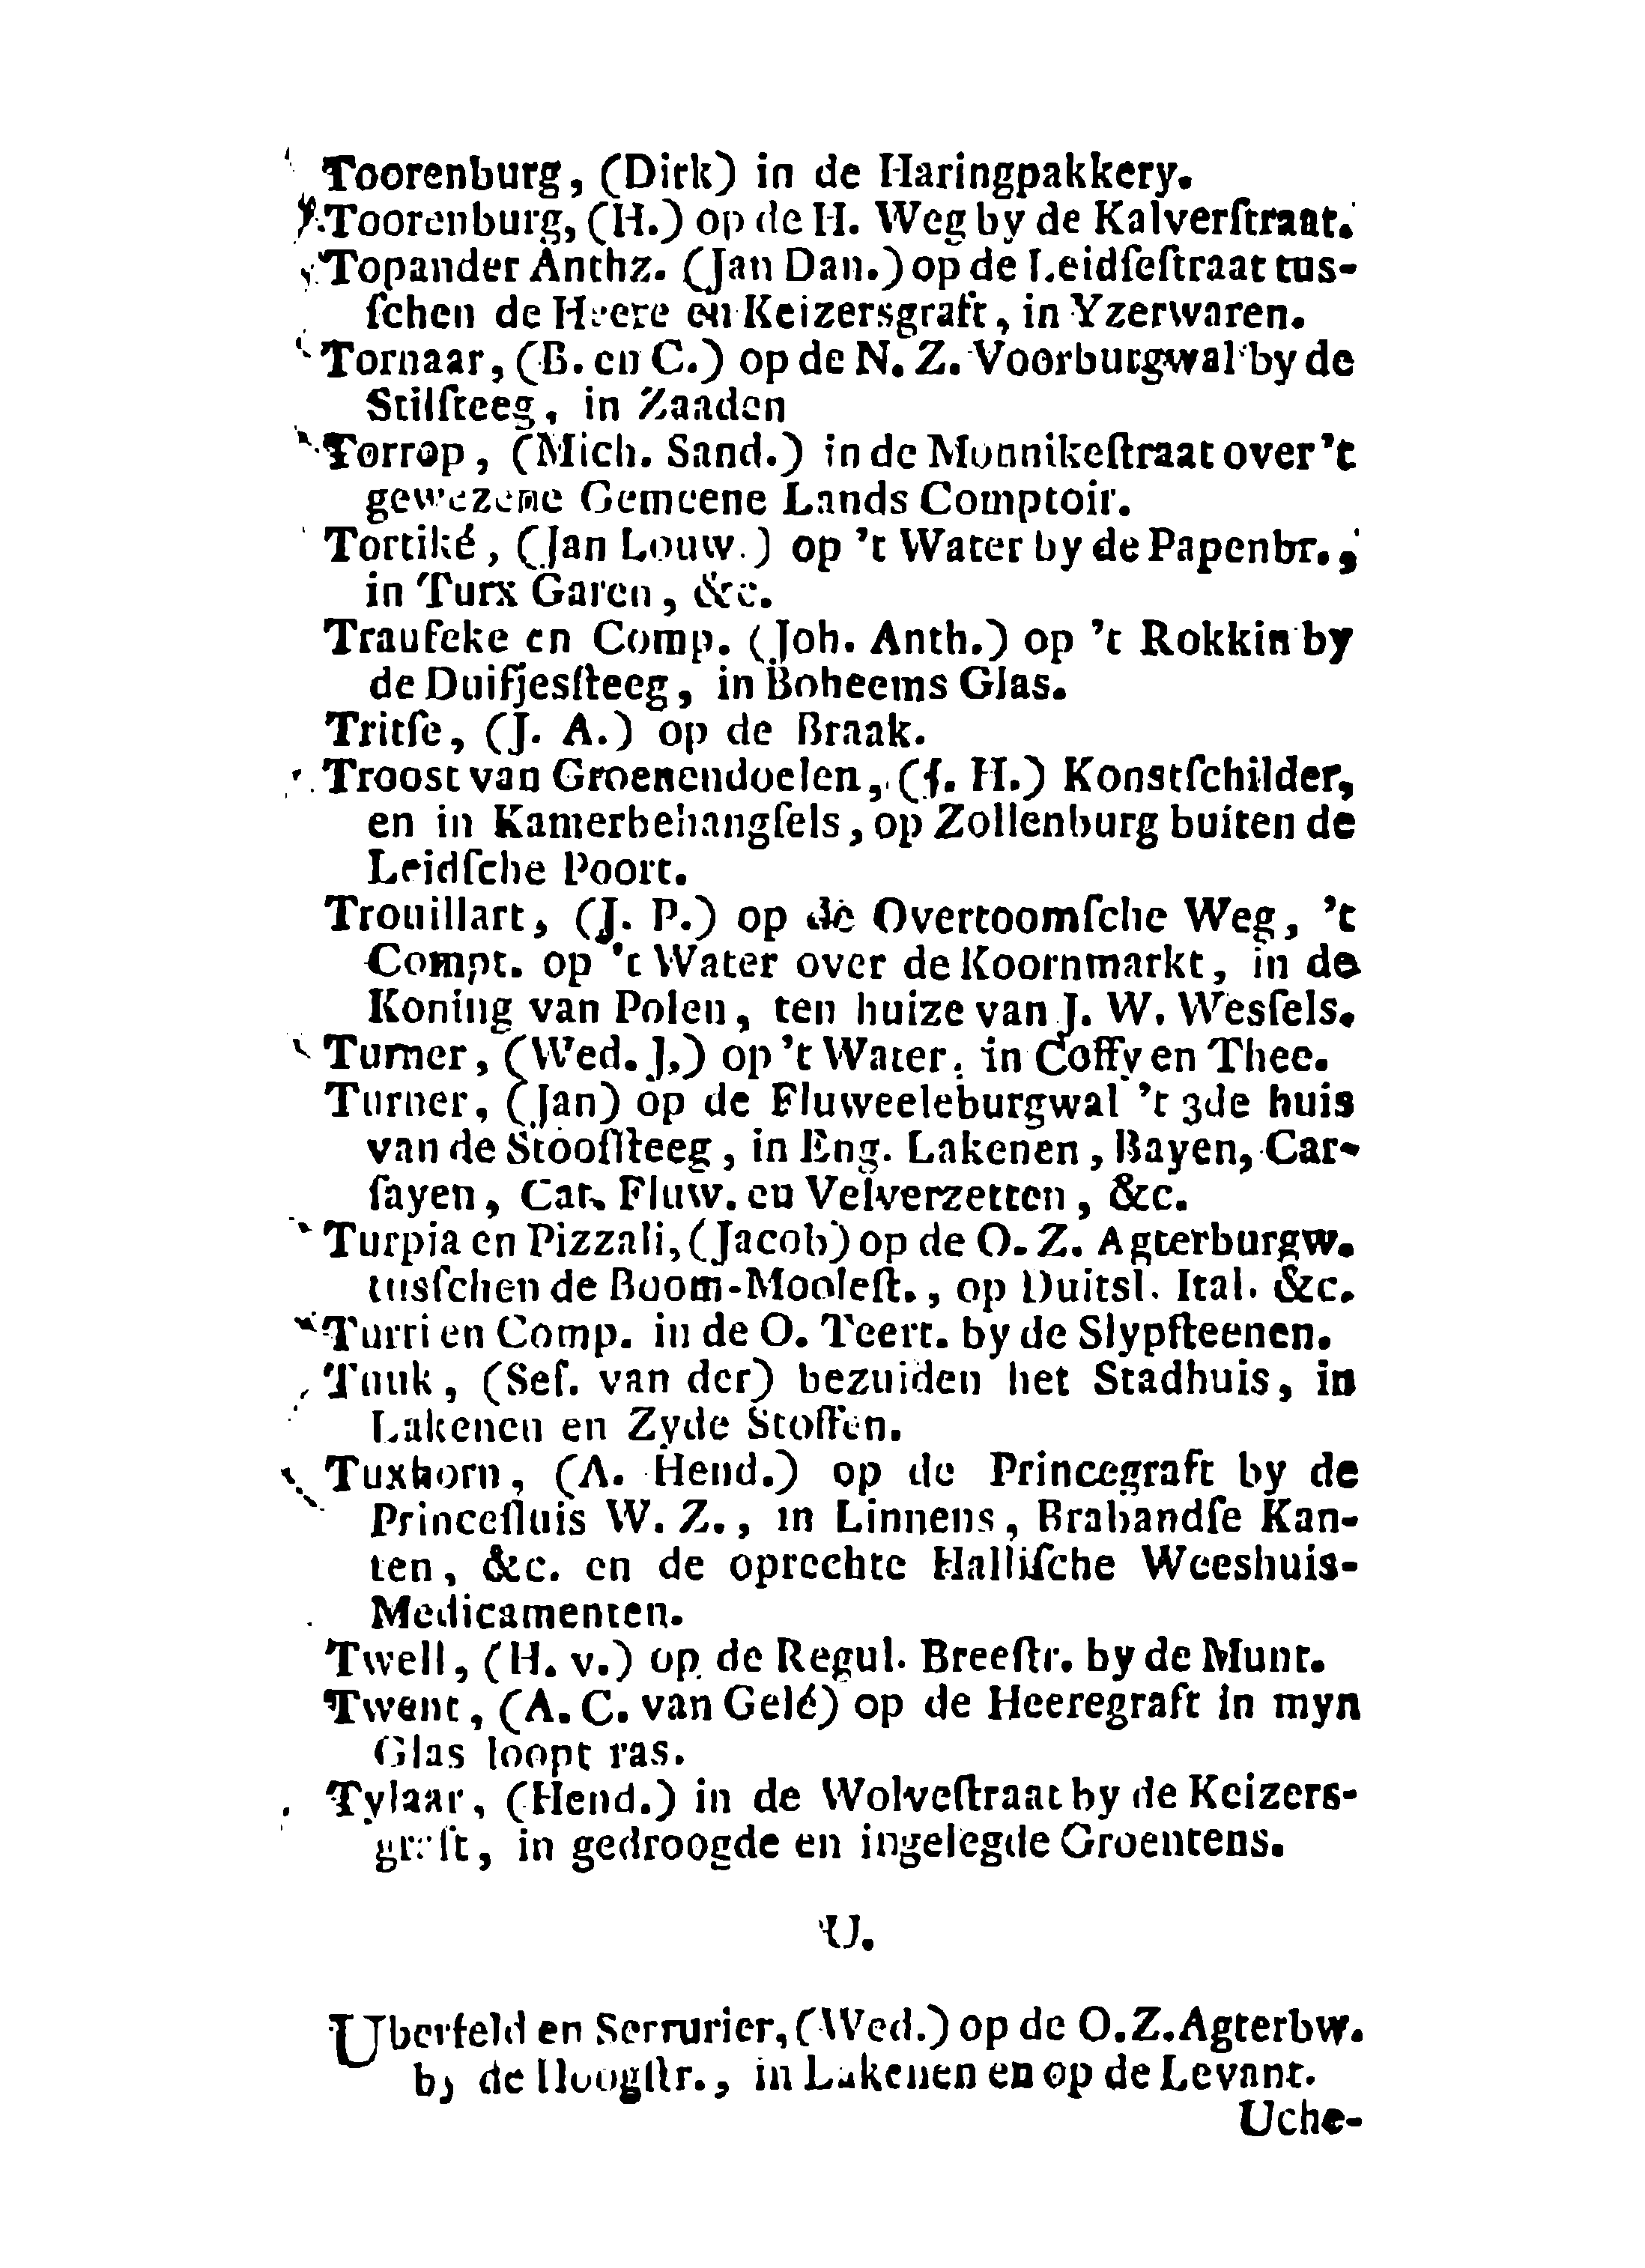 Toorenburg, (Dirk) in de Haringpakkery.
Toorenburg, (H.) op de H. Weg by de Kalverſtraat.
Topander Anthz. (Jan Dan.) op de Leidſeſtraat tus-
ſchen de Heere en Keizersgraft, in Yzerwaren.
Tornaar, (B. en C.) op de N. Z. Voorburgwal by de
Stilſteeg, in Zaaden
Torrop, (Mich. Sand.) in de Monnikeſtraat over 't
gewezene Gemeene Lands Comptoir.
Tortiké, (Jan Louw.) op 't Water by de Papenbr.,
in Turx Garen, &c.
Traufeke en Comp. (Joh. Anth.) op 't Rokkin by
de Duifjesſteeg, in Boheems Glas.
Tritſe, (J. A.) op de Braak.
Troost van Groenendoelen, (J. H.) Konstſchilder,
en in Kamerbehangſels, op Zollenburg buiten de
Leidſche Poort.
Trouillart, (J. P.) op de Overtoomſche Weg, 't
Compt. op 't Water over de Koornmarkt, in de
Koning van Polen, ten huize van J. W. Wesſels.
Turner, (Wed. J.) op 't Water, in Coffy en Thee.
Turner, (Jan) op de Fluweeleburgwal 't 3de huis
van de Stooſſteeg, in Eng. Lakenen, Bayen, Car-
ſayen, Cat. Fluw. en Velverzetten, &c.
Turpia en Pizzali, (Jacob) op de O. Z. Agterburgw.
tusſchen de Boom-Mooleſt., op Duitsl. Ital. &c.
Turri en Comp. in de O. Teert. by de Slypſteenen.
Tuuk, (Seſ. van der) bezuiden het Stadhuis, in
Lakenen en Zyde Stoffen.
Tuxhorn, (A. Hend.) op de Princegraft by de
Princeſluis W. Z., in Linnens, Brabandſe Kan-
ten, &c. en de oprechte Halliſche Weeshuis-
Medicamenten.
Twell, (H. v.) op de Regul. Breeſtr. by de Munt.
Twent, (A. C. van Gelé) op de Heeregraft in myn
Glas loopt ras.
Tylaar, (Hend.) in de Wolveſtraat by de Keizers-
graft, in gedroogde en ingelegde Groentens.
U.
Uberfeld en Serrurier, (Wed.) op de O.Z. Agterbw.
by de Hoogſtr., in Lakenen en op de Levant.
Uche-